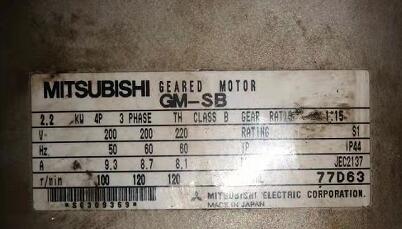 MITSUBISHI GEARED MOTOR
GM-SB
2.2 KW 4P 3 PHASE TH CLASS B GEAR RATIO 1:15
V 200 200 220 RATING S1
Hz 50 60 60 IP IP44
A 9.3 8.7 8.1 JEC2137
r/min 100 120 120 NO. 77D63
*S0309369*
MITSUBISHI ELECTRIC CORPORATION
MADE IN JAPAN